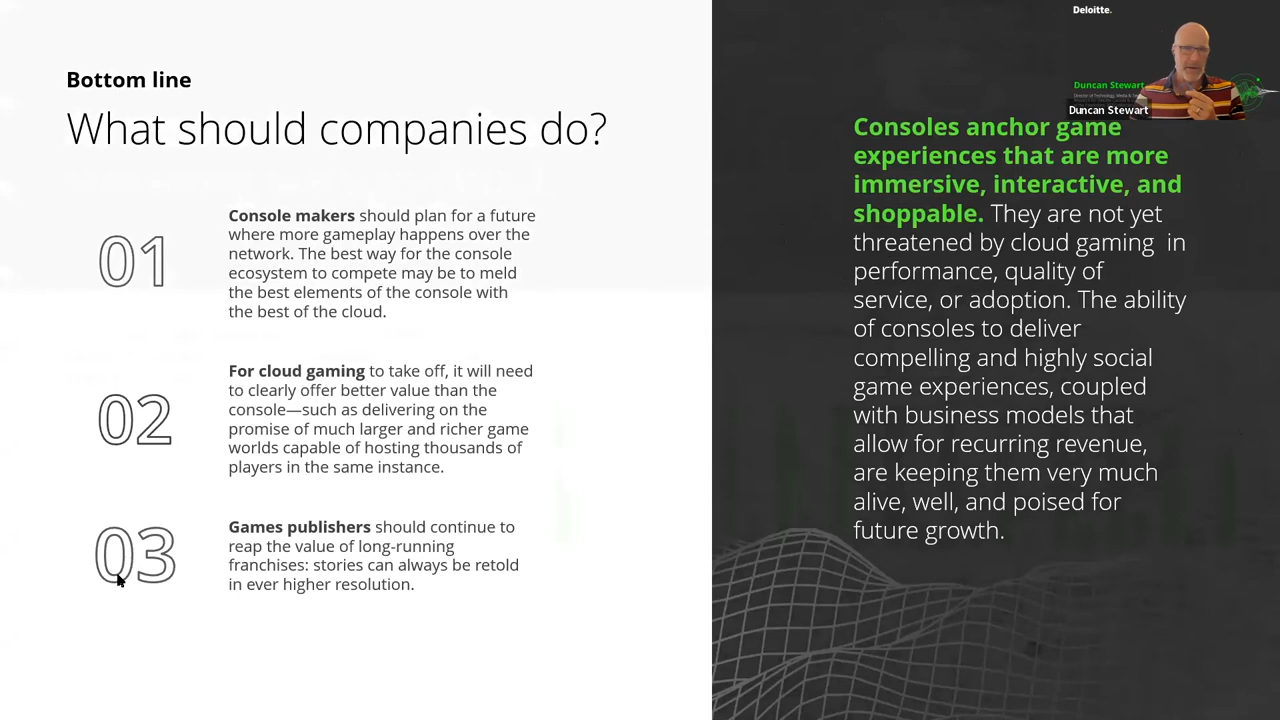 Bottom line
What should companies do?
01
Console makers should plan for a future
where more gameplay happens over the
network. The best way for the console
ecosystem to compete may be to meld
the best elements of the console with
the best of the cloud.
02
For cloud gaming to take off, it will need
to clearly offer better value than the
console—such as delivering on the
promise of much larger and richer game
worlds capable of hosting thousands of
players in the same instance.
03
Games publishers should continue to
reap the value of long-running
franchises: stories can always be retold
in ever higher resolution.
Deloitte.
Duncan Stewart
Duncan Stewart
Consoles anchor game
experiences that are more
immersive, interactive, and
shoppable. They are not yet
threatened by cloud gaming in
performance, quality of
service, or adoption. The ability
of consoles to deliver
compelling and highly social
game experiences, coupled
with business models that
allow for recurring revenue,
are keeping them very much
alive, well, and poised for
future growth.